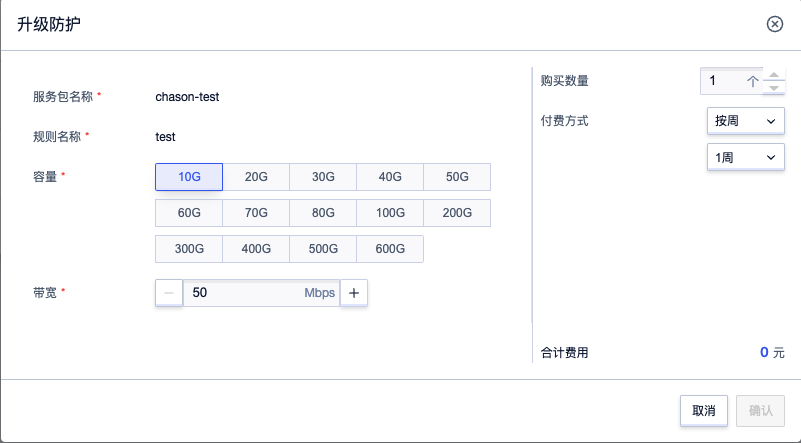 升级防护
服务包名称 * chason-test
规则名称 * test
容量 * 10G 20G 30G 40G 50G
60G 70G 80G 100G 200G
300G 400G 500G 600G
带宽 * − 50 Mbps +
购买数量 1 个
付费方式 按周
1周
合计费用 0 元
取消 确认